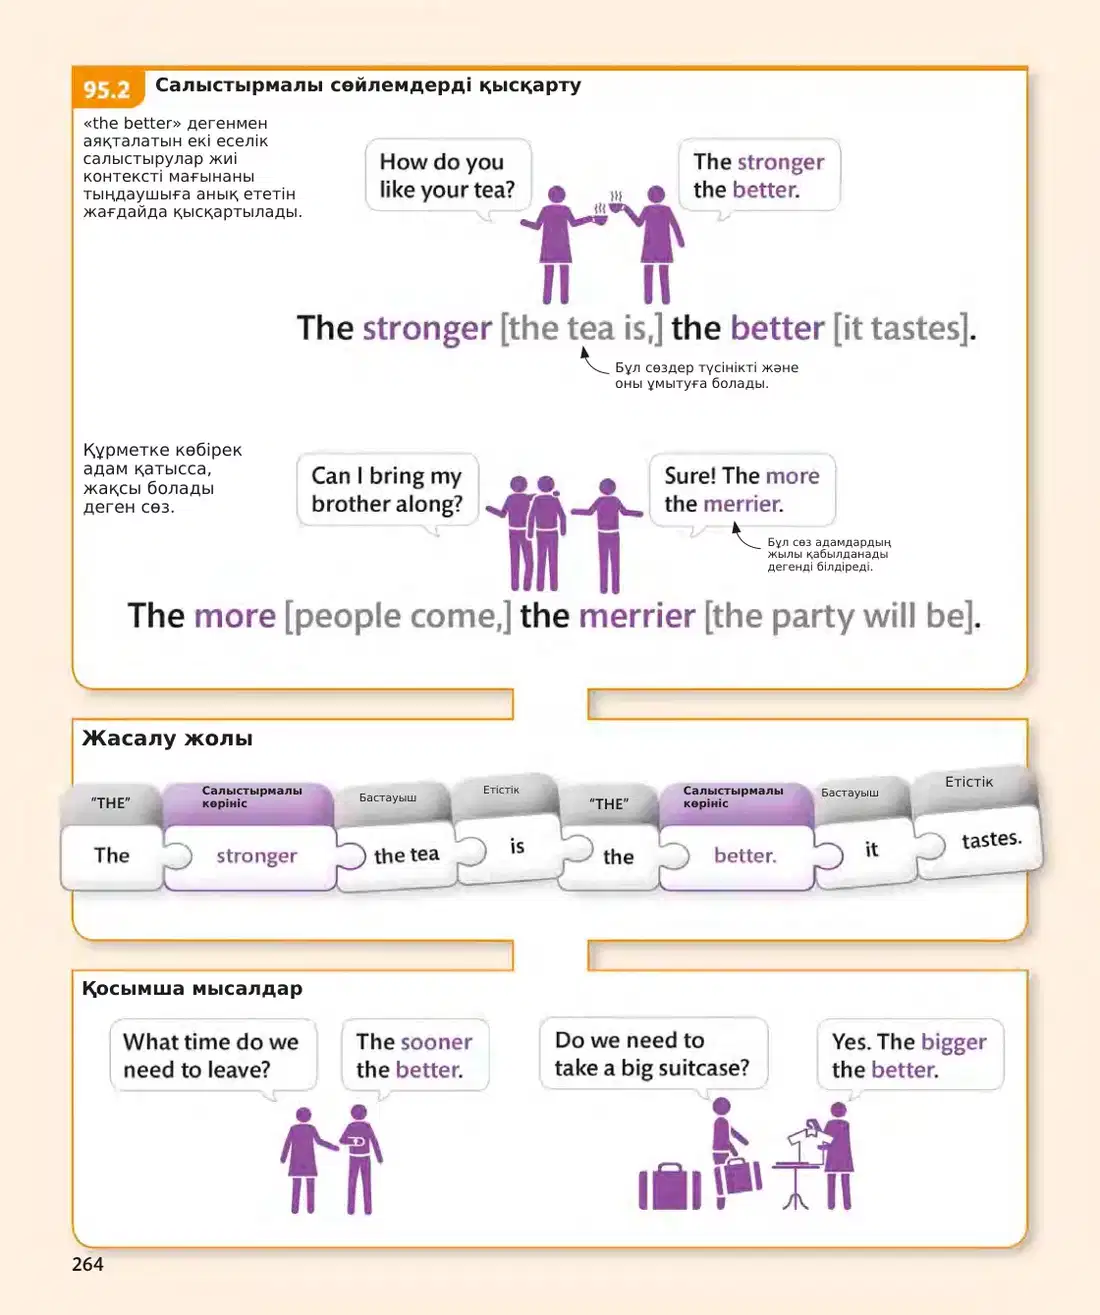 95.2 Салыстырмалы сөйлемдерді қысқарту
«the better» дегенмен
аяқталатын екі еселік
салыстырулар жиі
контексті мағынаны
тыңдаушыға анық ететін
жағдайда қысқартылады.
How do you
like your tea?
The stronger
the better.
The stronger [the tea is,] the better [it tastes].
Бұл сөздер түсінікті және
оны ұмытуға болады.
Құрметке көбірек
адам қатысса,
жақсы болады
деген сөз.
Can I bring my
brother along?
Sure! The more
the merrier.
Бұл сөз адамдардың
жылы қабылданады
дегенді білдіреді.
The more [people come,] the merrier [the party will be].
Жасалу жолы
"THE"
Салыстырмалы
көрініс
Бастауыш
Етістік
"THE"
Салыстырмалы
көрініс
Бастауыш
Етістік
The
stronger
the tea
is
the
better.
it
tastes.
Қосымша мысалдар
What time do we
need to leave?
The sooner
the better.
Do we need to
take a big suitcase?
Yes. The bigger
the better.
264